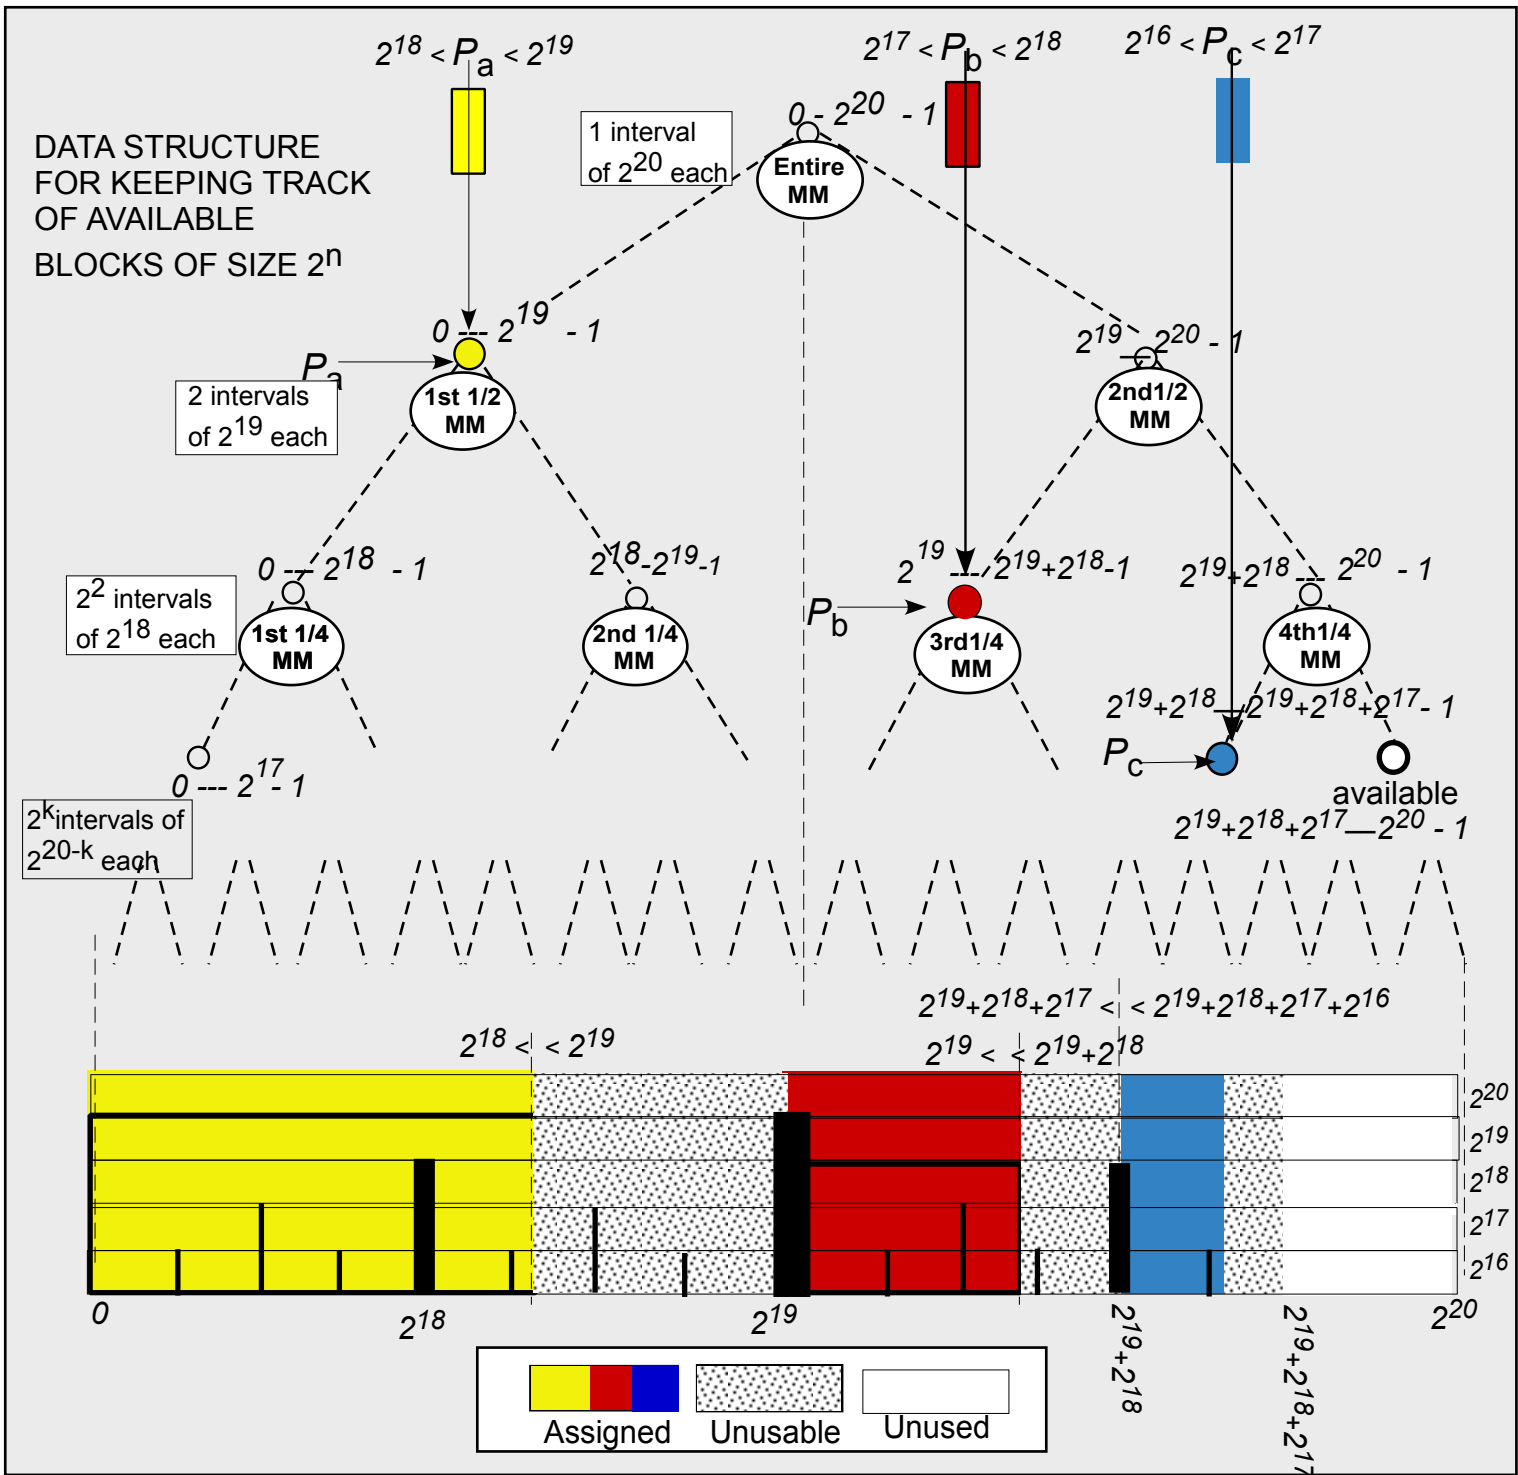 2^18 < P_a < 2^19
2^17 < P_b < 2^18
2^16 < P_c < 2^17
DATA STRUCTURE
FOR KEEPING TRACK
OF AVAILABLE
BLOCKS OF SIZE 2^n
1 interval
of 2^20 each
0 - 2^20 - 1
Entire
MM
0 --- 2^19 - 1
P_a
1st 1/2
MM
2 intervals
of 2^19 each
2^19 — 2^20 - 1
2nd1/2
MM
0 --- 2^18 - 1
2^18-2^19-1
2^19 --- 2^19+2^18-1
2^19+2^18 --- 2^20 - 1
2^2 intervals
of 2^18 each
1st 1/4
MM
2nd 1/4
MM
P_b
3rd1/4
MM
4th1/4
MM
2^19+2^18 — 2^19+2^18+2^17- 1
P_c
0 --- 2^17- 1
available
2^19+2^18+2^17—2^20 - 1
2^k intervals of
2^20-k each
2^19+2^18+2^17 < < 2^19+2^18+2^17+2^16
2^18 < < 2^19
2^19 < < 2^19+2^18
2^20
2^19
2^18
2^17
2^16
0
2^18
2^19
2^19+2^18
2^19+2^18+2^17
2^20
Assigned
Unusable
Unused